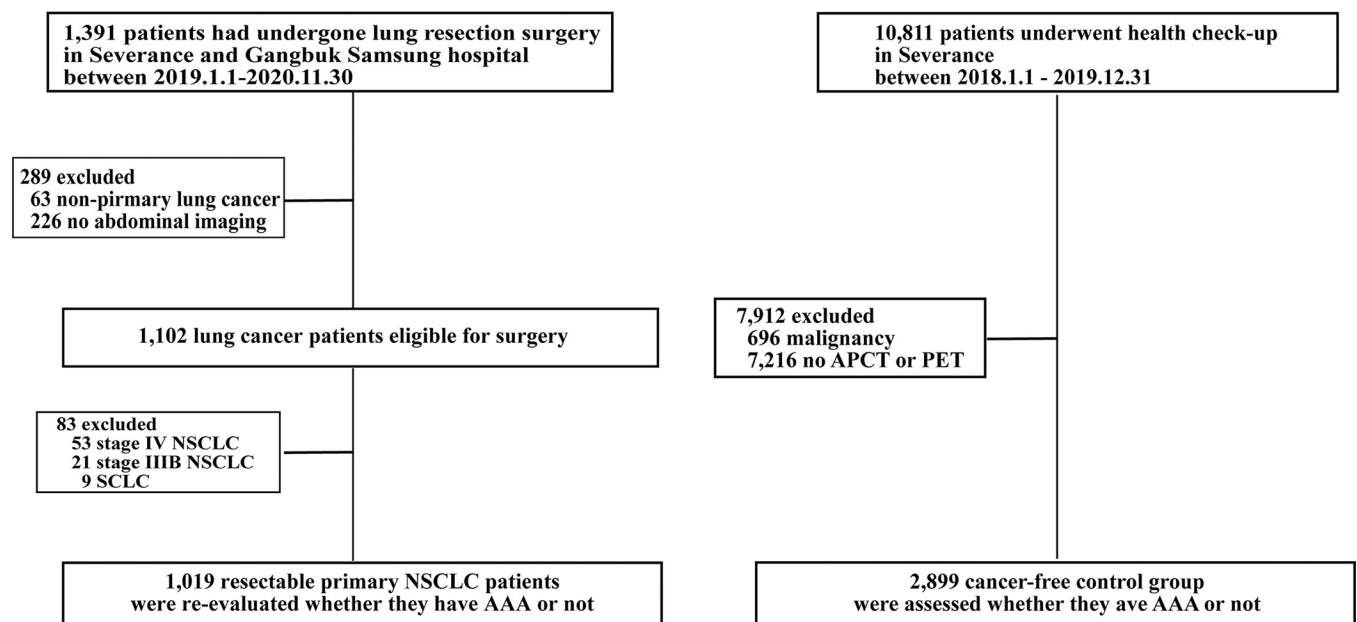 1,391 patients had undergone lung resection surgery
in Severance and Gangbuk Samsung hospital
between 2019.1.1-2020.11.30
289 excluded
63 non-pirmary lung cancer
226 no abdominal imaging
1,102 lung cancer patients eligible for surgery
83 excluded
53 stage IV NSCLC
21 stage IIIB NSCLC
9 SCLC
1,019 resectable primary NSCLC patients
were re-evaluated whether they have AAA or not
10,811 patients underwent health check-up
in Severance
between 2018.1.1 - 2019.12.31
7,912 excluded
696 malignancy
7,216 no APCT or PET
2,899 cancer-free control group
were assessed whether they ave AAA or not